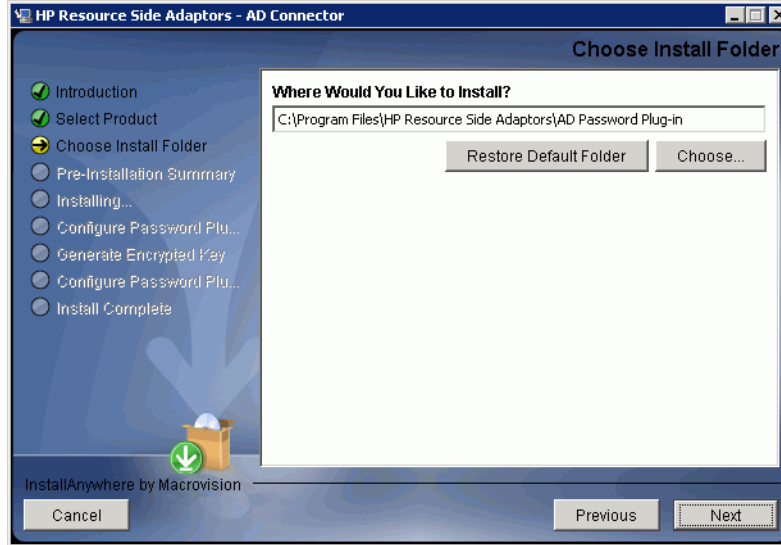 HP Resource Side Adaptors - AD Connector
Choose Install Folder
Introduction
Select Product
Choose Install Folder
Pre-Installation Summary
Installing...
Configure Password Plu...
Generate Encrypted Key
Configure Password Plu...
Install Complete
Where Would You Like to Install?
C:\Program Files\HP Resource Side Adaptors\AD Password Plug-in
Restore Default Folder
Choose...
InstallAnywhere by Macrovision
Cancel
Previous
Next